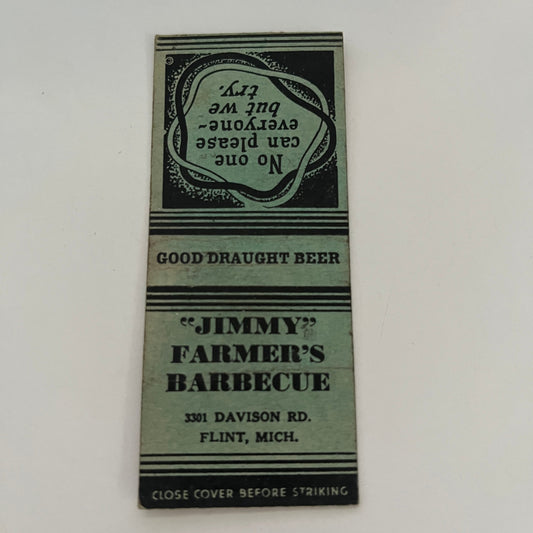 No one
can please
everyone~
but we
try.
GOOD DRAUGHT BEER
"JIMMY"
FARMER'S
BARBECUE
3301 DAVISON RD.
FLINT, MICH.
CLOSE COVER BEFORE STRIKING